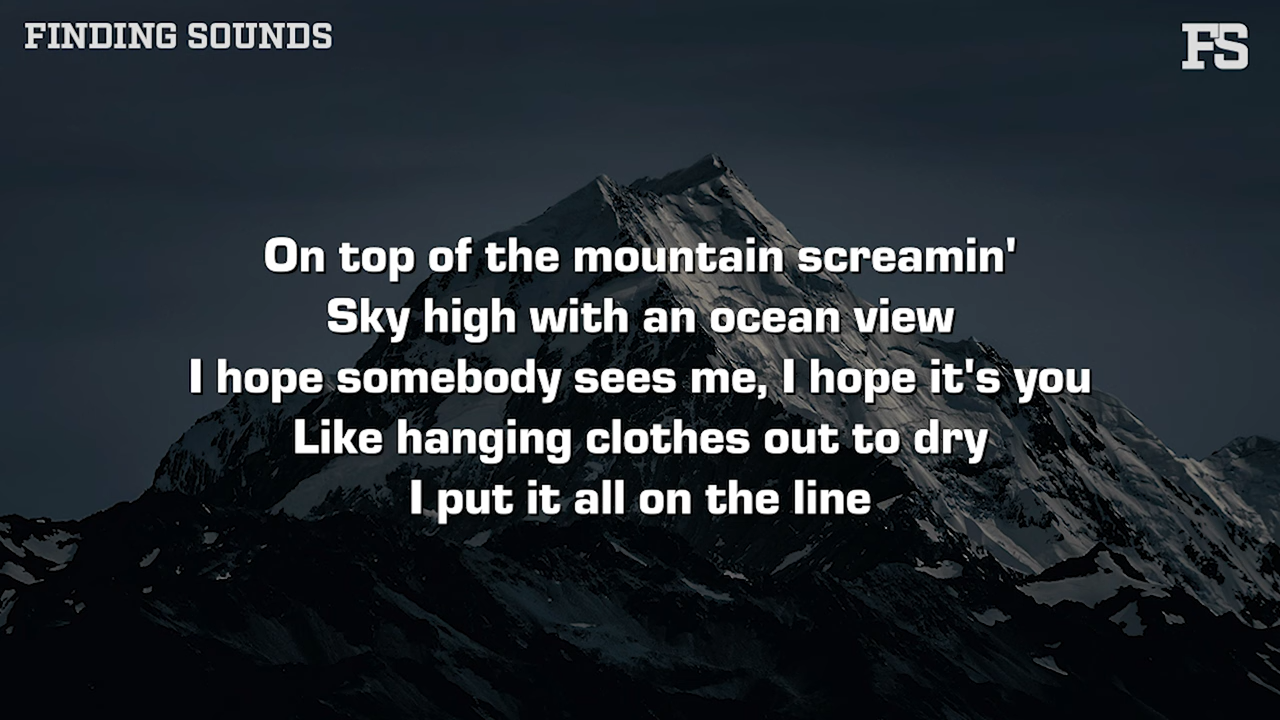 FINDING SOUNDS
FS
On top of the mountain screamin'
Sky high with an ocean view
I hope somebody sees me, I hope it's you
Like hanging clothes out to dry
I put it all on the line